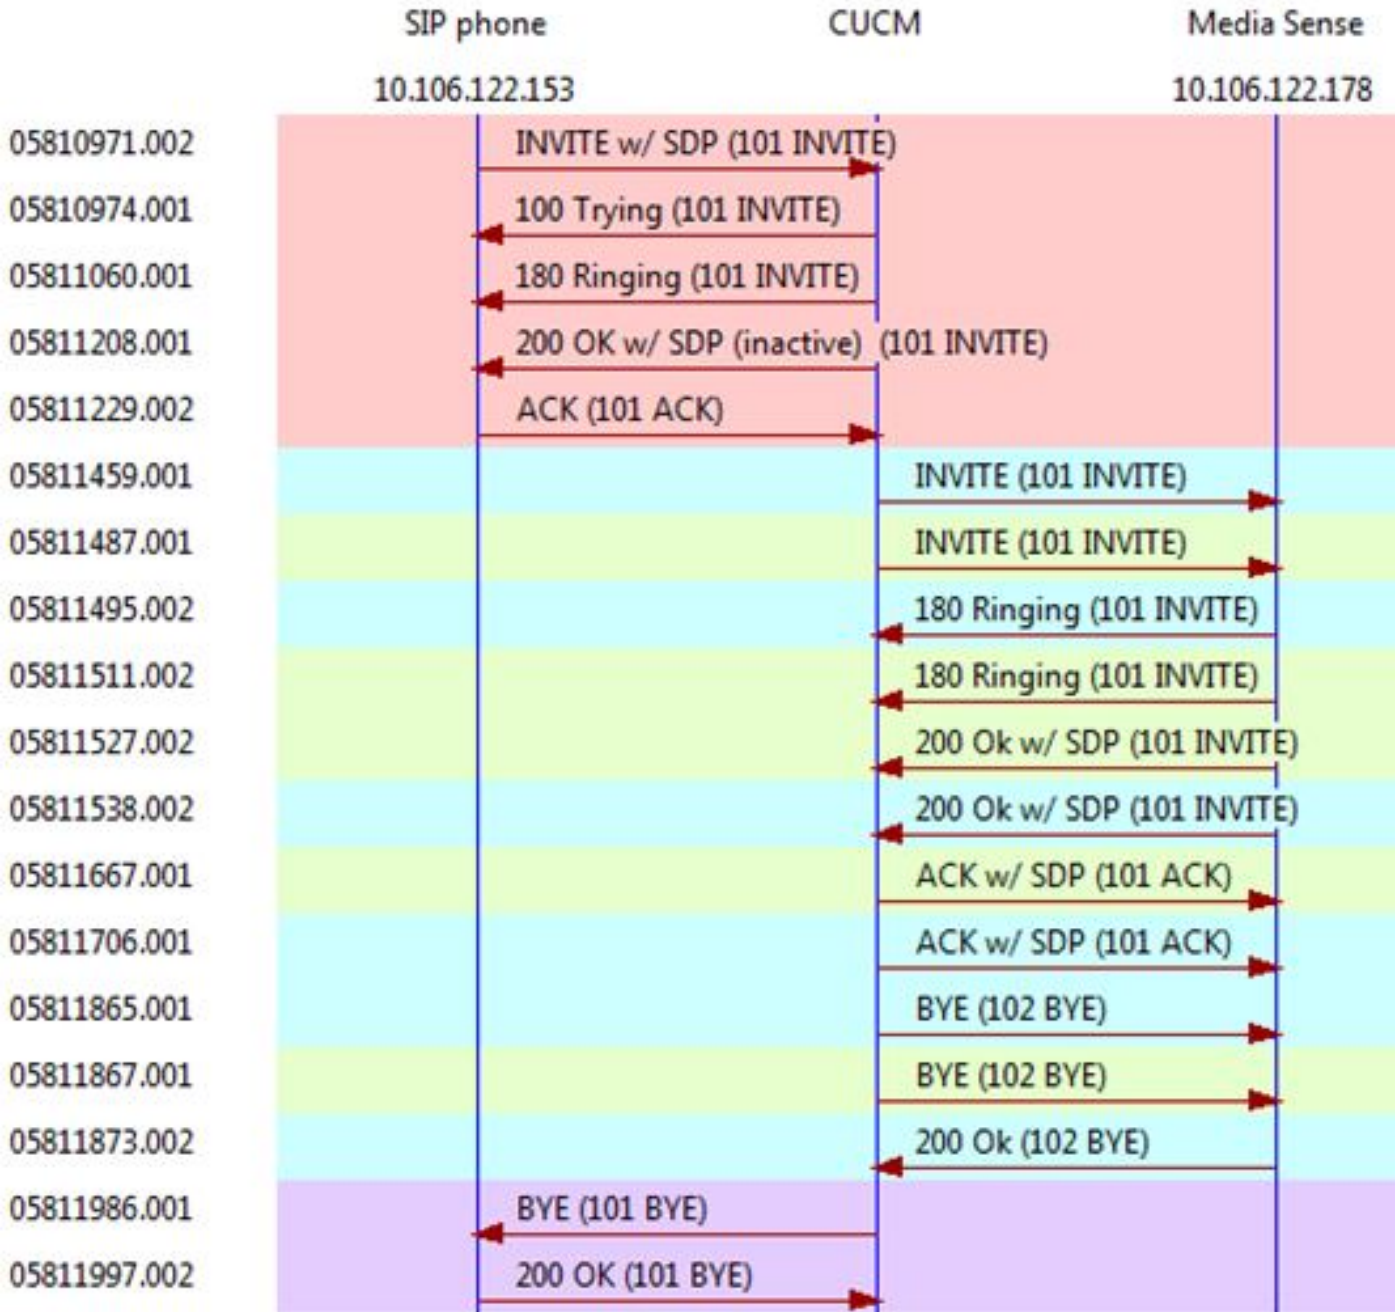 SIP phone CUCM Media Sense
10.106.122.153 10.106.122.178
05810971.002 INVITE w/ SDP (101 INVITE)
05810974.001 100 Trying (101 INVITE)
05811060.001 180 Ringing (101 INVITE)
05811208.001 200 OK w/ SDP (inactive) (101 INVITE)
05811229.002 ACK (101 ACK)
05811459.001 INVITE (101 INVITE)
05811487.001 INVITE (101 INVITE)
05811495.002 180 Ringing (101 INVITE)
05811511.002 180 Ringing (101 INVITE)
05811527.002 200 Ok w/ SDP (101 INVITE)
05811538.002 200 Ok w/ SDP (101 INVITE)
05811667.001 ACK w/ SDP (101 ACK)
05811706.001 ACK w/ SDP (101 ACK)
05811865.001 BYE (102 BYE)
05811867.001 BYE (102 BYE)
05811873.002 200 Ok (102 BYE)
05811986.001 BYE (101 BYE)
05811997.002 200 OK (101 BYE)